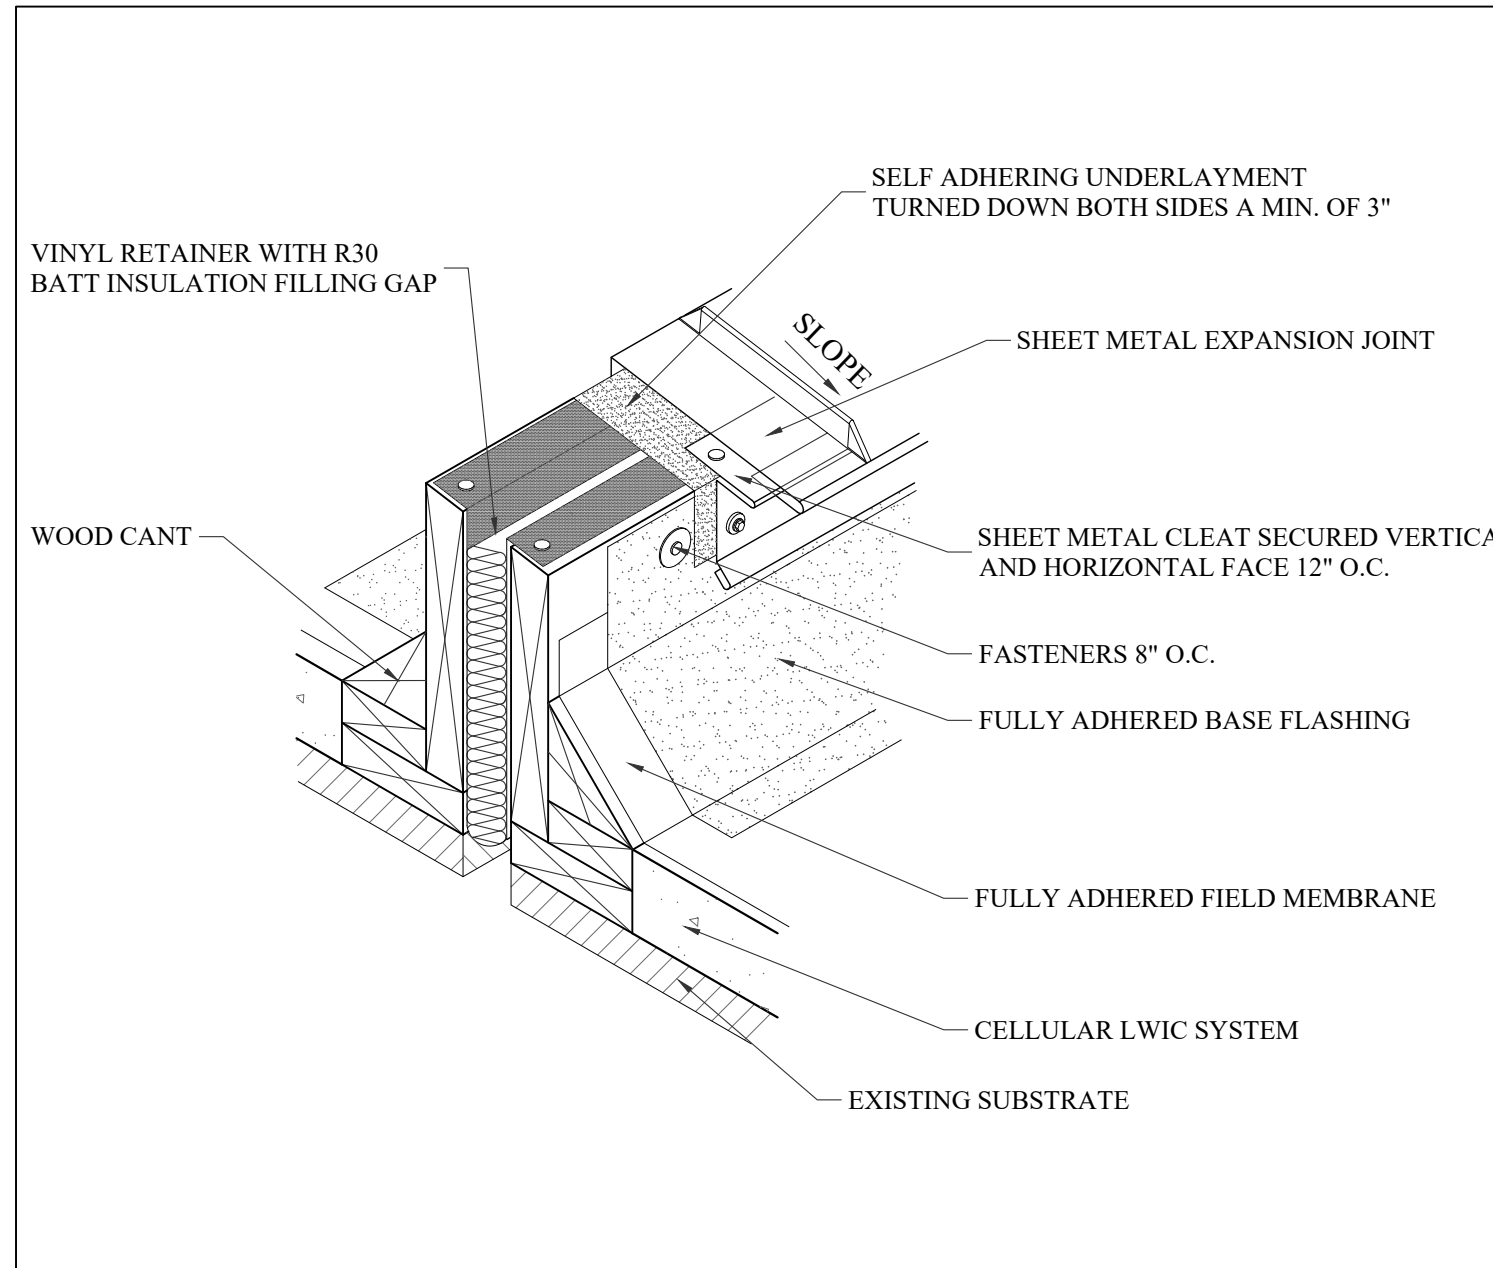 SELF ADHERING UNDERLAYMENT
TURNED DOWN BOTH SIDES A MIN. OF 3"
VINYL RETAINER WITH R30
BATT INSULATION FILLING GAP
SLOPE
SHEET METAL EXPANSION JOINT
WOOD CANT
SHEET METAL CLEAT SECURED VERTICA
AND HORIZONTAL FACE 12" O.C.
FASTENERS 8" O.C.
FULLY ADHERED BASE FLASHING
FULLY ADHERED FIELD MEMBRANE
CELLULAR LWIC SYSTEM
EXISTING SUBSTRATE